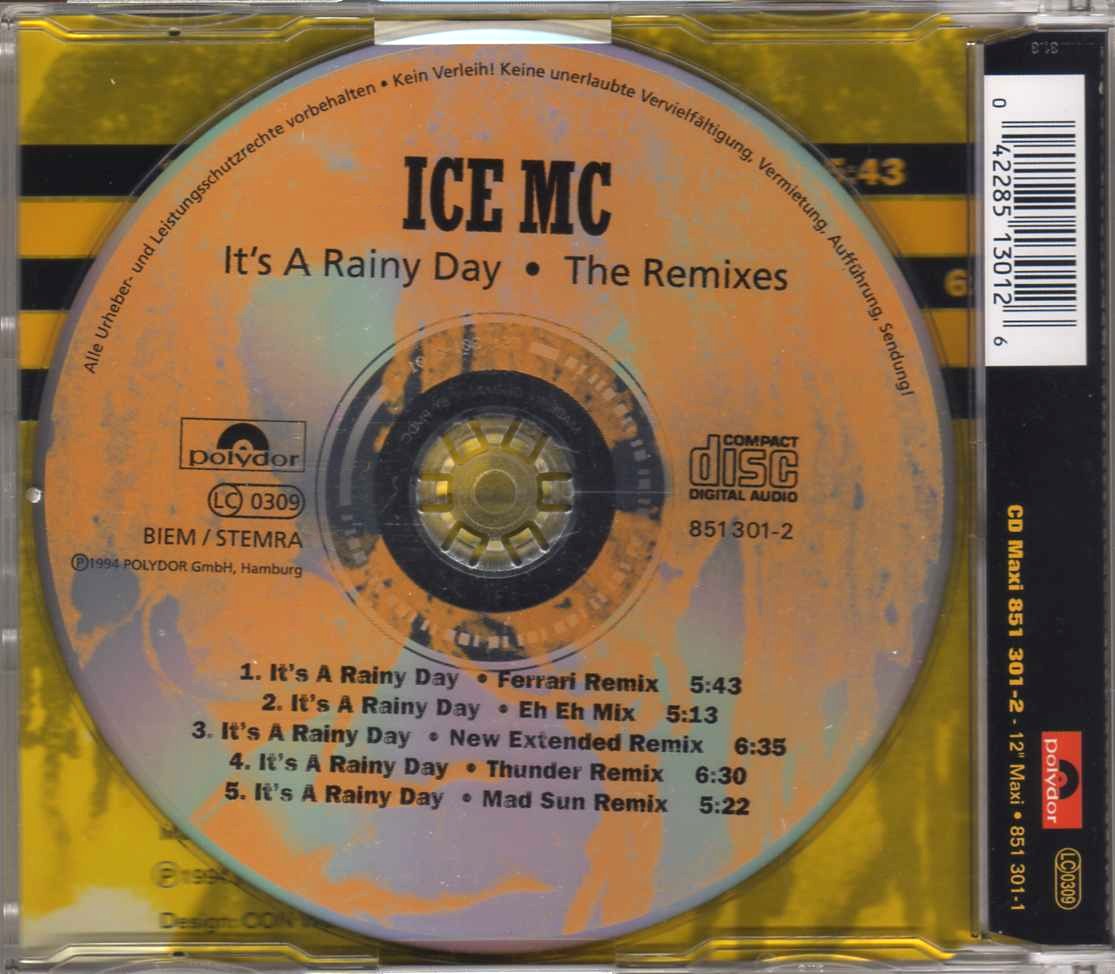 Alle Urheber- und Leistungsschutzrechte vorbehalten • Kein Verleih! Keine unerlaubte Vervielfältigung, Vermietung, Aufführung, Sendung!
ICE MC
It's A Rainy Day • The Remixes
polydor
LC 0309
BIEM / STEMRA
℗1994 POLYDOR GmbH, Hamburg
COMPACT
disc
DIGITAL AUDIO
851 301-2
1. It's A Rainy Day • Ferrari Remix 5:43
2. It's A Rainy Day • Eh Eh Mix 5:13
3. It's A Rainy Day • New Extended Remix 6:35
4. It's A Rainy Day • Thunder Remix 6:30
5. It's A Rainy Day • Mad Sun Remix 5:22
5:43
Design:
0 42285 13012 6
CD Maxi 851 301-2 · 12" Maxi • 851 301-1
polydor
LC 0309